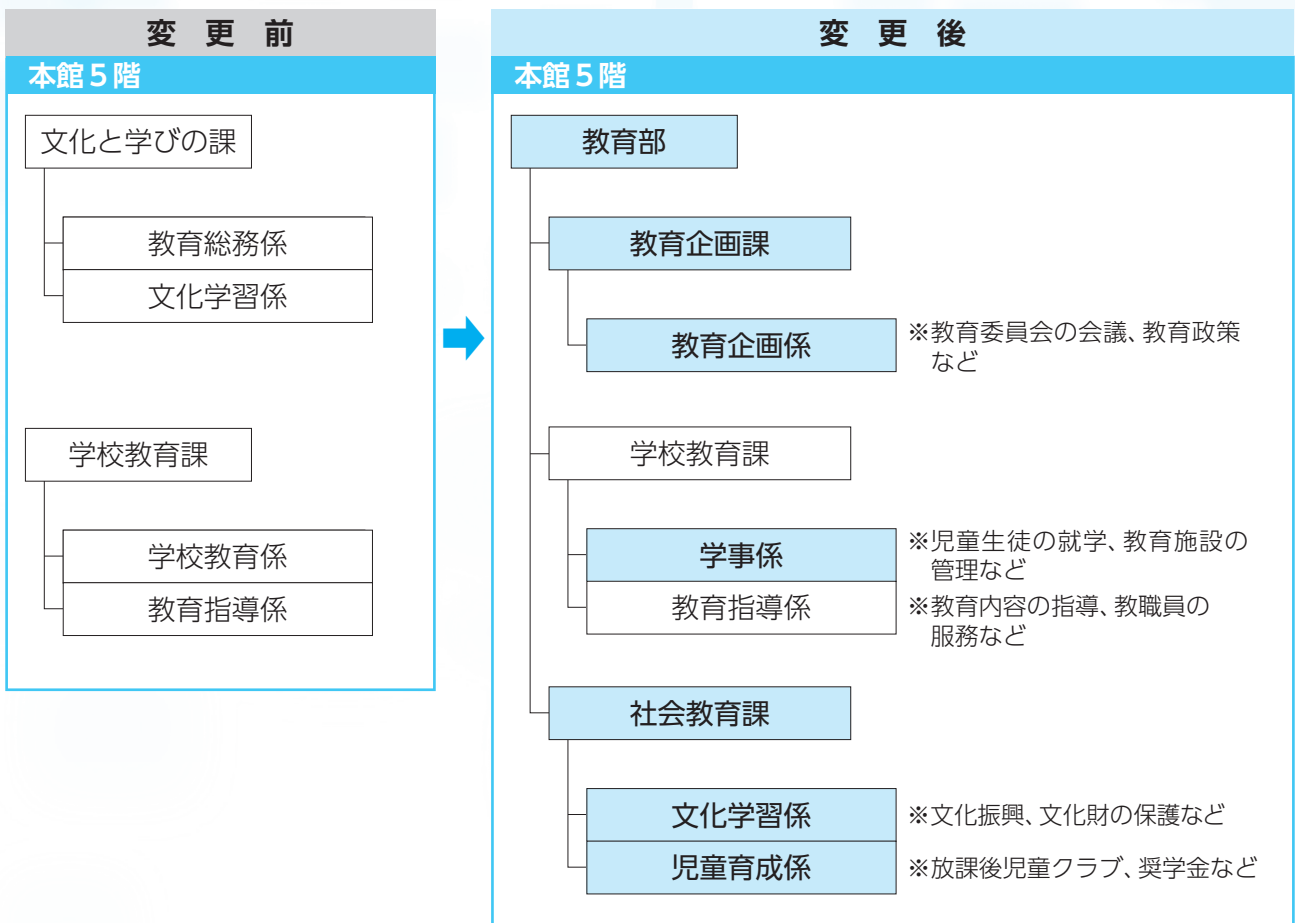 変更前
本館5階
文化と学びの課
教育総務係
文化学習係
学校教育課
学校教育係
教育指導係
変更後
本館5階
教育部
教育企画課
教育企画係
※教育委員会の会議、教育政策
など
学校教育課
学事係
※児童生徒の就学、教育施設の
管理など
教育指導係
※教育内容の指導、教職員の
服務など
社会教育課
文化学習係
※文化振興、文化財の保護など
児童育成係
※放課後児童クラブ、奨学金など